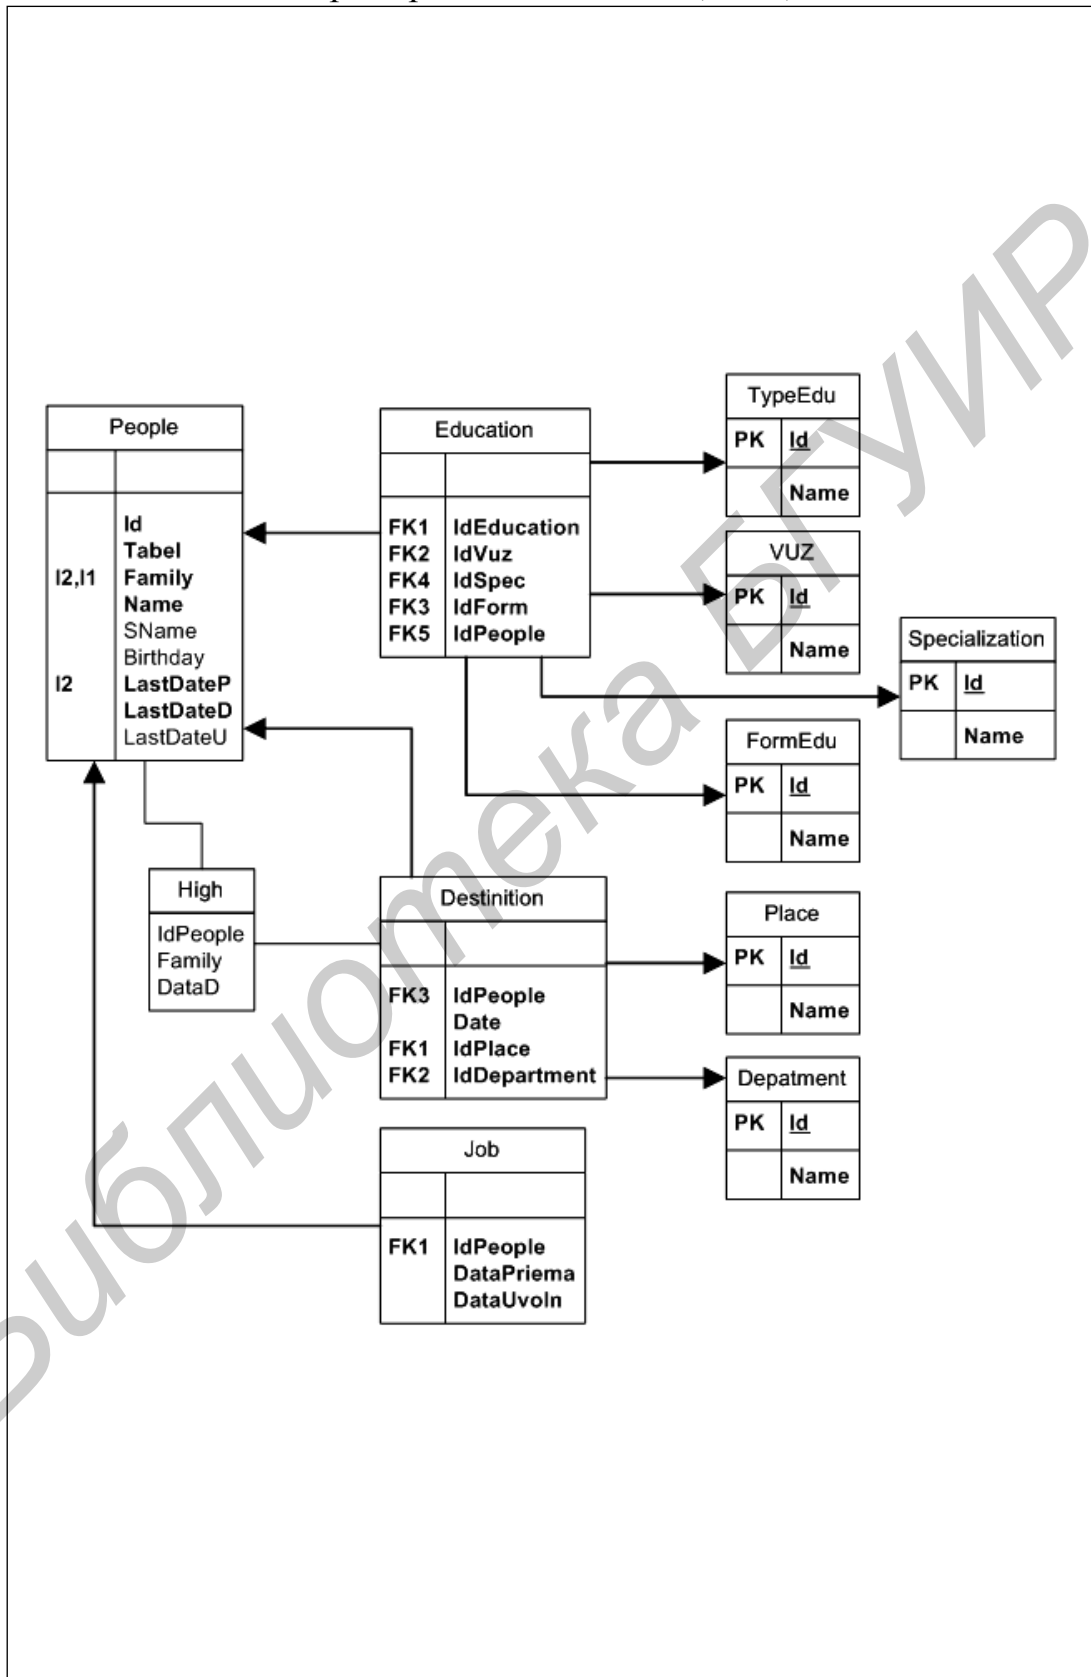 People
Id
Tabel
I2,I1 Family
Name
SName
Birthday
I2 LastDateP
LastDateD
LastDateU
Education
FK1 IdEducation
FK2 IdVuz
FK4 IdSpec
FK3 IdForm
FK5 IdPeople
TypeEdu
PK Id
Name
VUZ
PK Id
Name
Specialization
PK Id
Name
FormEdu
PK Id
Name
High
IdPeople
Family
DataD
Destinition
FK3 IdPeople
Date
FK1 IdPlace
FK2 IdDepartment
Place
PK Id
Name
Depatment
PK Id
Name
Job
FK1 IdPeople
DataPriema
DataUvoln
Библиотека БГУИР